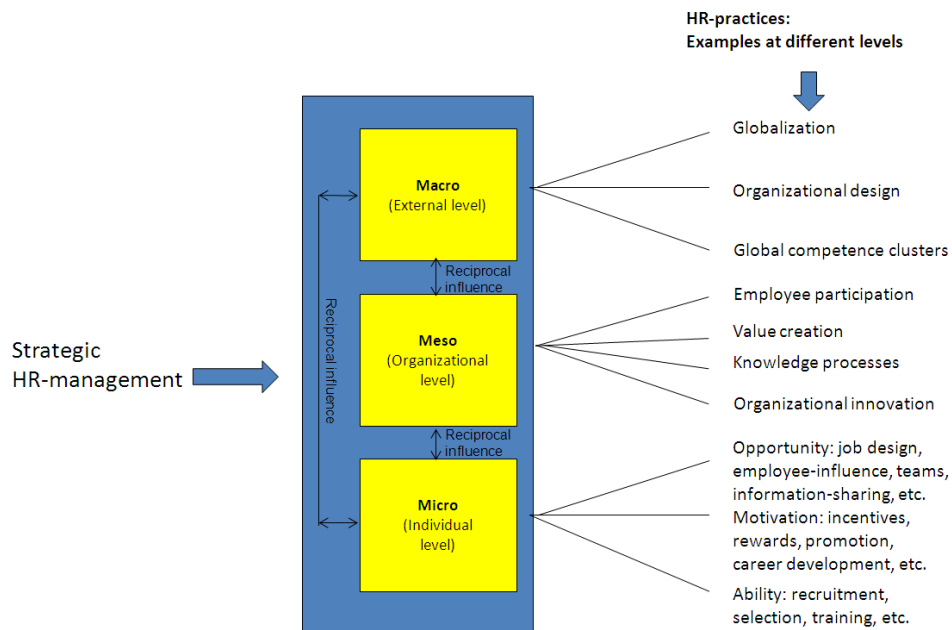 HR-practices:
Examples at different levels
Globalization
Macro
(External level)
Organizational design
Global competence clusters
Reciprocal
influence
Employee participation
Reciprocal influence
Value creation
Strategic
HR-management
Meso
(Organizational
level)
Knowledge processes
Organizational innovation
Reciprocal
influence
Opportunity: job design,
employee-influence, teams,
information-sharing, etc.
Micro
(Individual
level)
Motivation: incentives,
rewards, promotion,
career development, etc.
Ability: recruitment,
selection, training, etc.